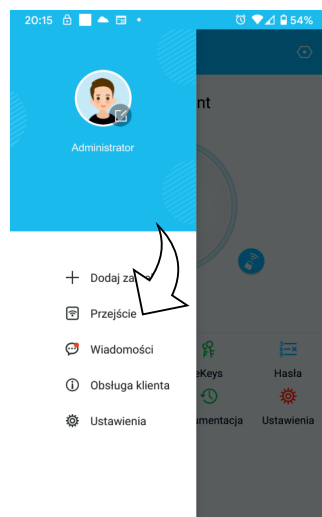 20:15 54%
nt
Administrator
Dodaj za
Przejście
Wiadomości
eKeys Hasła
Obsługa klienta
umentacja Ustawienia
Ustawienia